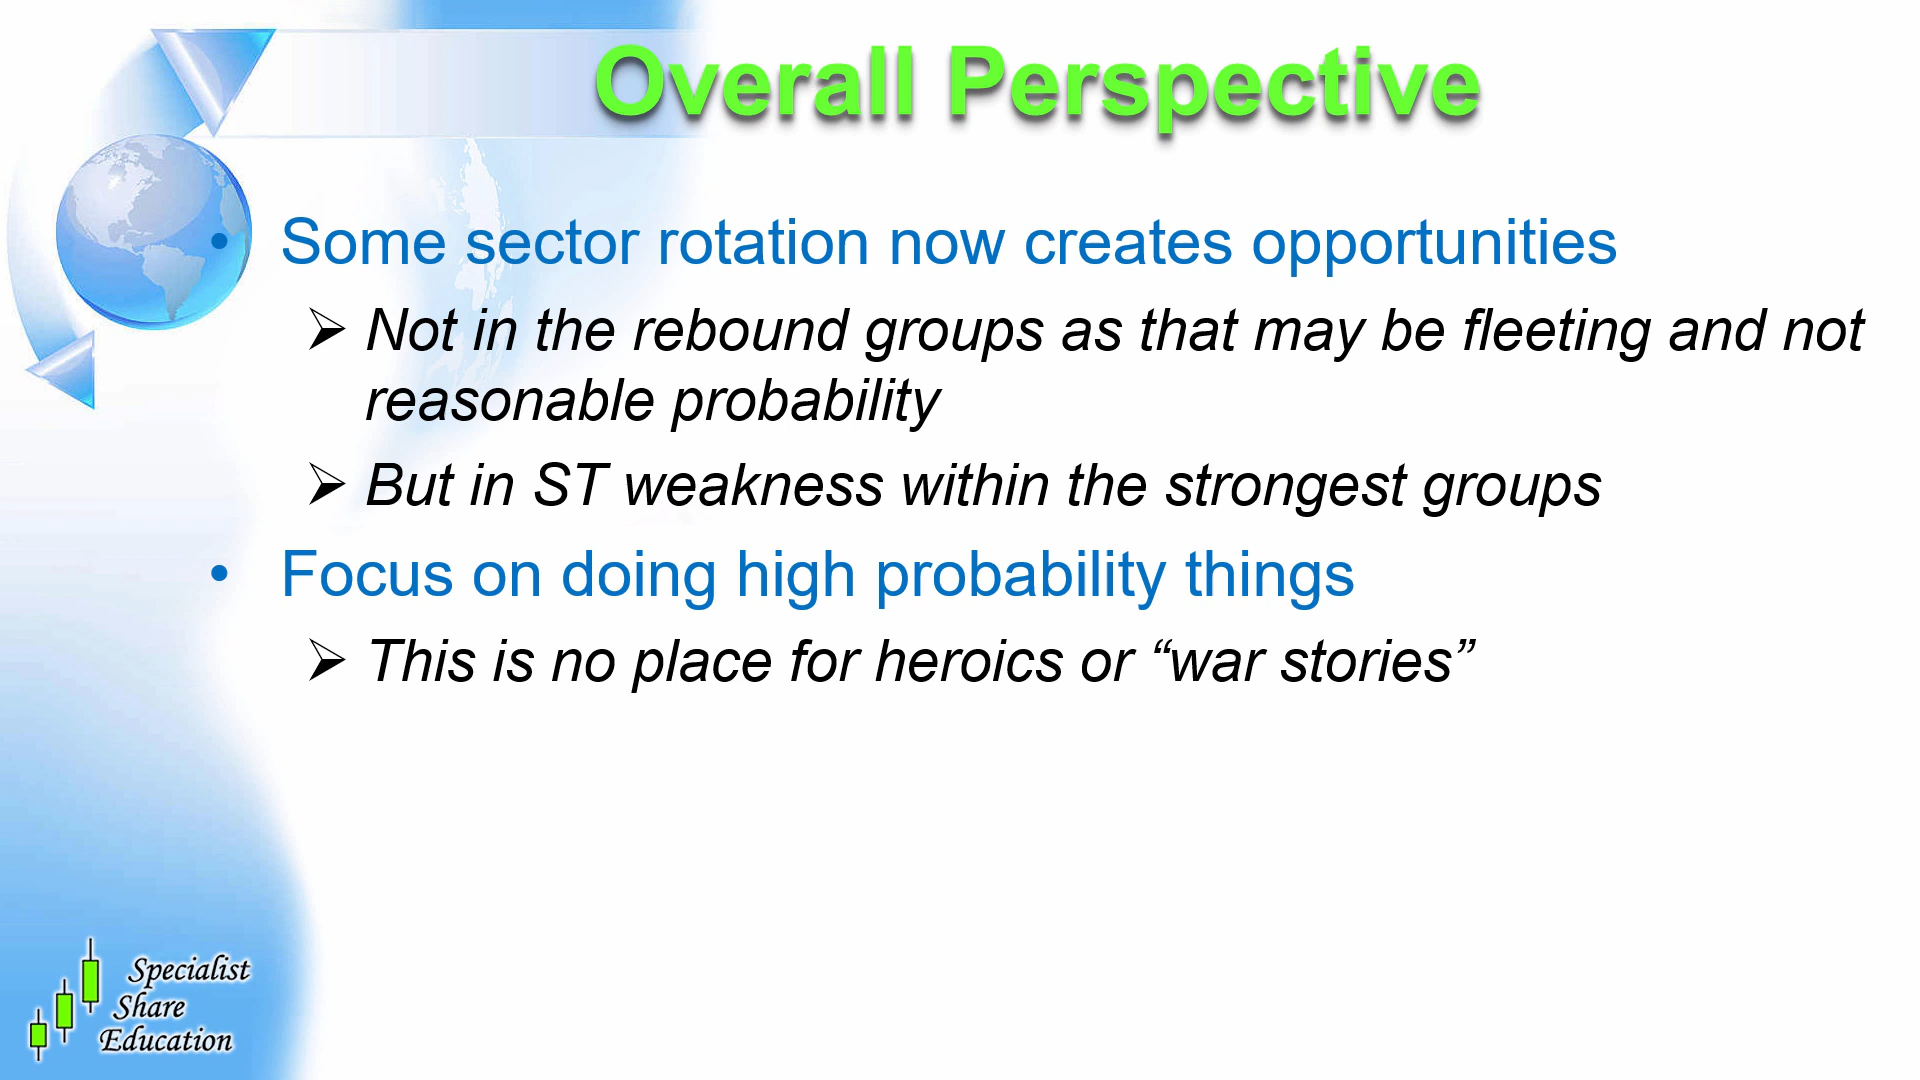 Overall Perspective
• Some sector rotation now creates opportunities
➢ Not in the rebound groups as that may be fleeting and not
reasonable probability
➢ But in ST weakness within the strongest groups
• Focus on doing high probability things
➢ This is no place for heroics or “war stories”
Specialist
Share
Education